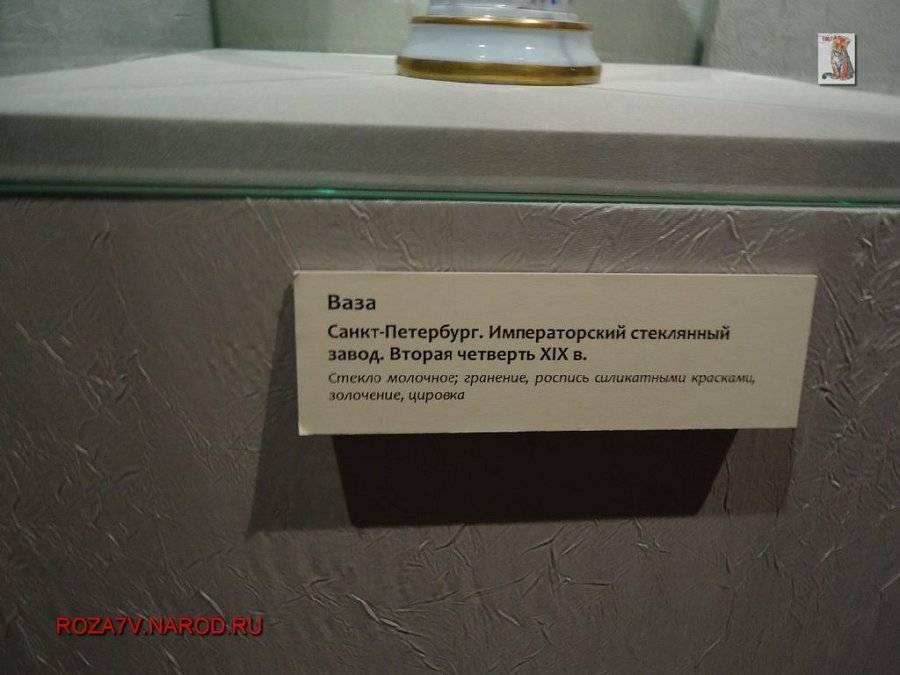 Ваза
Санкт-Петербург. Императорский стеклянный
завод. Вторая четверть XIX в.
Стекло молочное; гранение, роспись силикатными красками,
золочение, цировка
ROZA7V.NAROD.RU